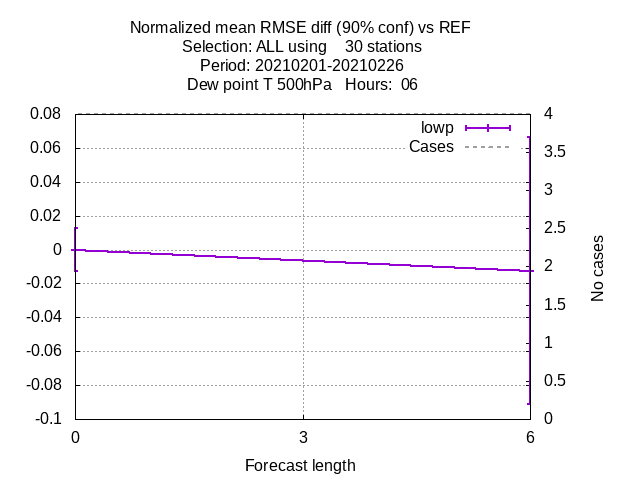 Normalized mean RMSE diff (90% conf) vs REF
Selection: ALL using    30 stations
Period: 20210201-20210226
Dew point T 500hPa   Hours:  06
lowp
Cases
0.08
0.06
0.04
0.02
0
-0.02
-0.04
-0.06
-0.08
-0.1
4
3.5
3
2.5
2
1.5
1
0.5
0
No cases
0 3 6
Forecast length